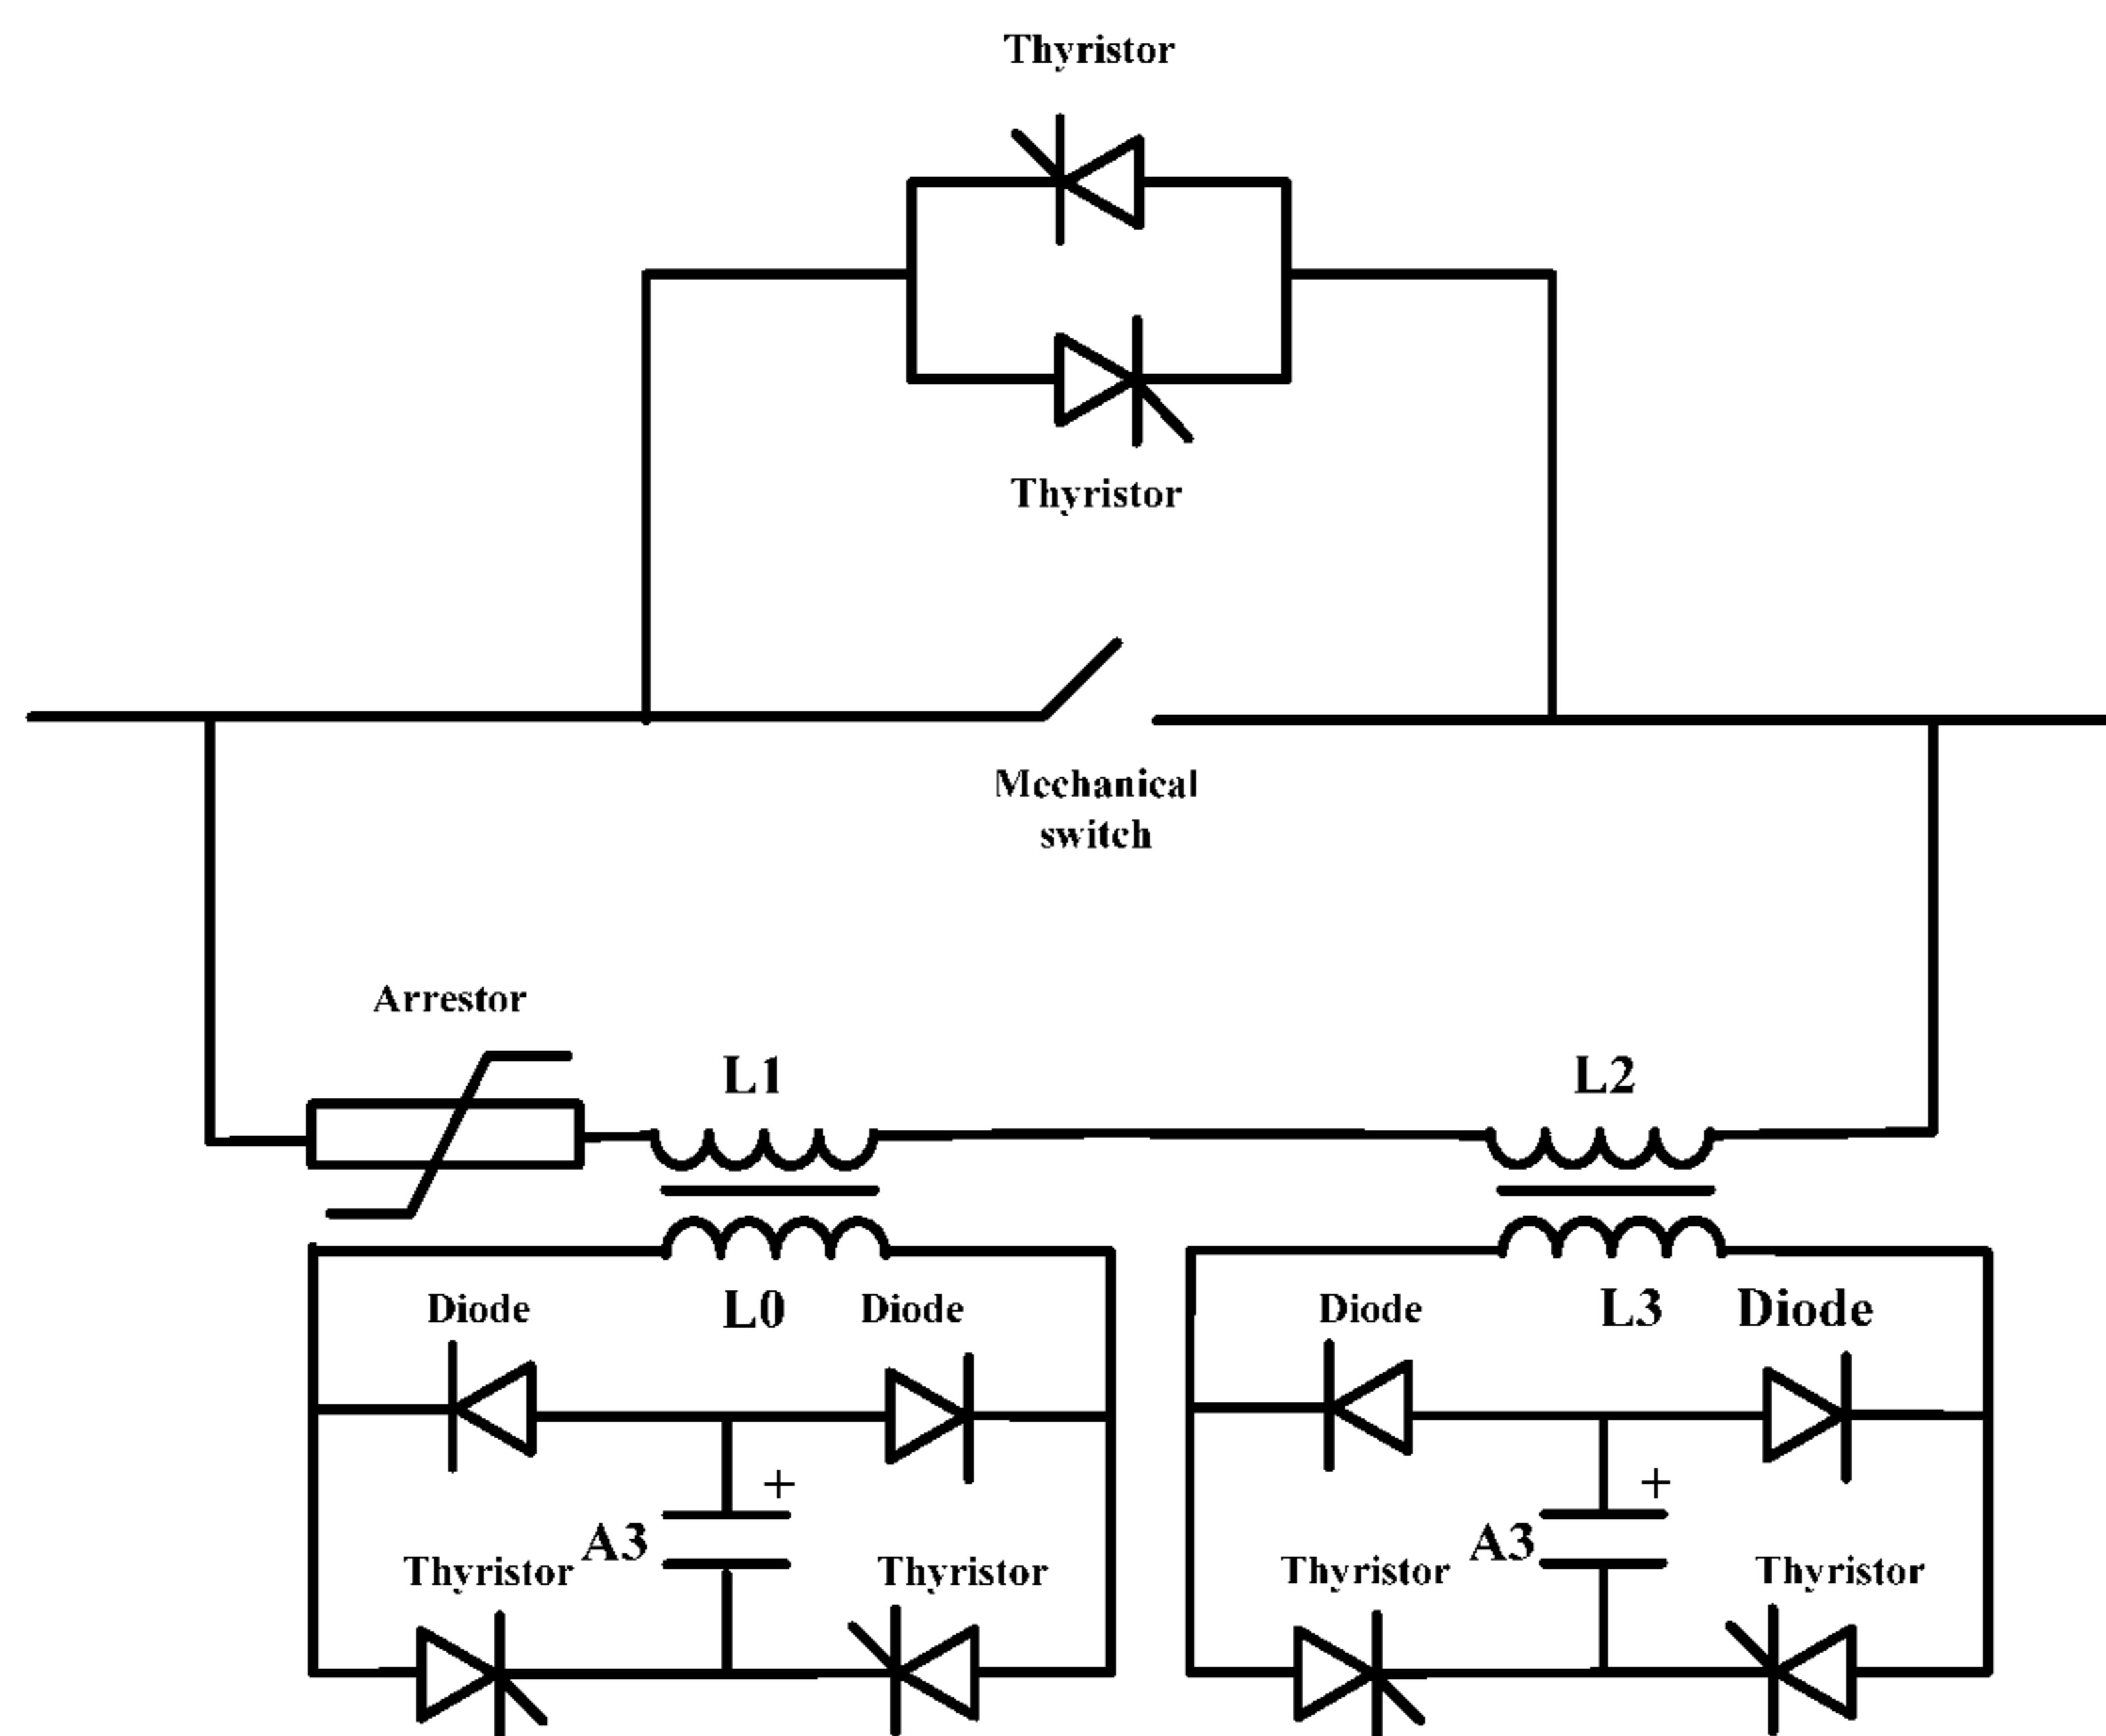 Thyristor
Thyristor
Mechanical
switch
Arrestor
L1
L2
Diode
L0
Diode
Diode
L3
Diode
+
+
A3
A3
Thyristor
Thyristor
Thyristor
Thyristor